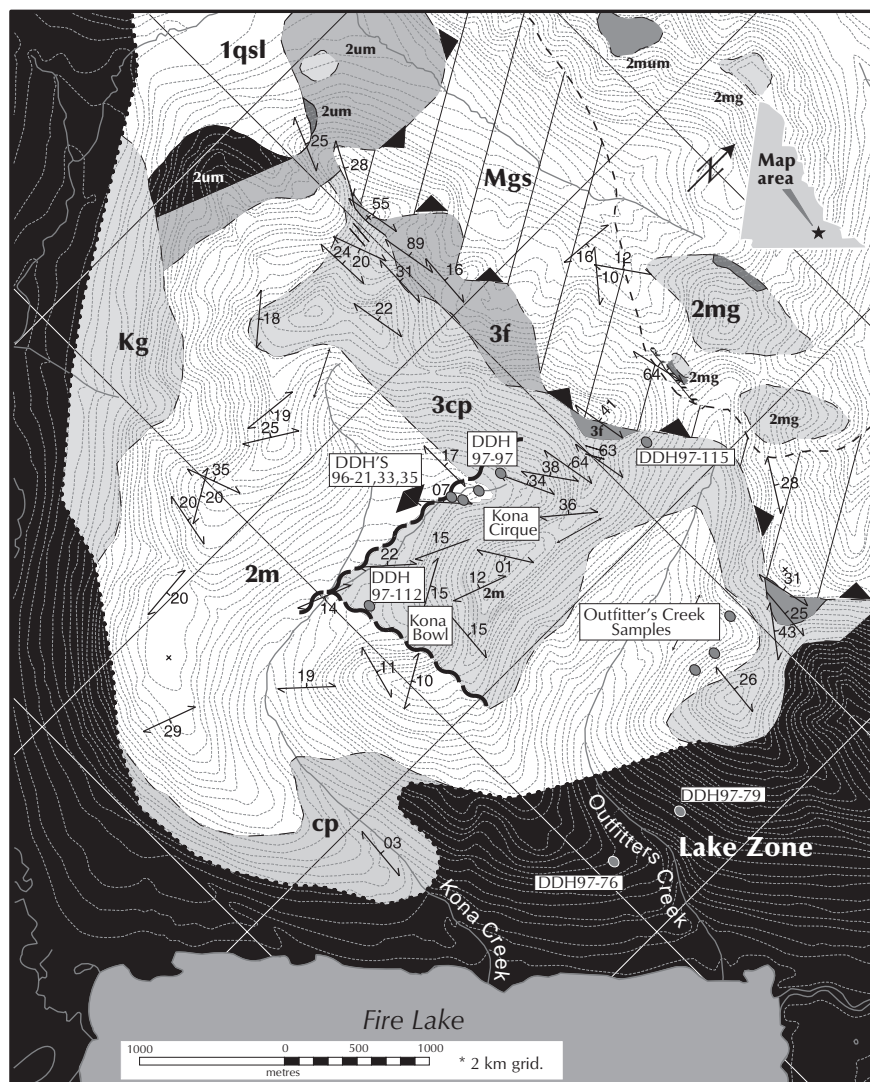 1qsl
2um
2mum
2um
2mg
25
2um
28
Map
area
Mgs
55
89
24
20
31
16
16
12
10
22
18
2mg
Kg
3f
64
2mg
3cp
41
2mg
19
25
3f
DDH
97-97
63
DDH97-115
17
DDH'S
96-21,33,35
38
64
34
28
35
07
20
20
36
Kona
Cirque
15
22
01
2m
31
20
DDH
97-112
12
2m
15
25
14
Kona
Bowl
Outfitter's Creek
Samples
43
15
11
10
19
26
29
DDH97-79
cp
03
Lake Zone
DDH97-76
Outfitters Creek
Kona Creek
Fire Lake
1000 0 500 1000
metres
* 2 km grid.